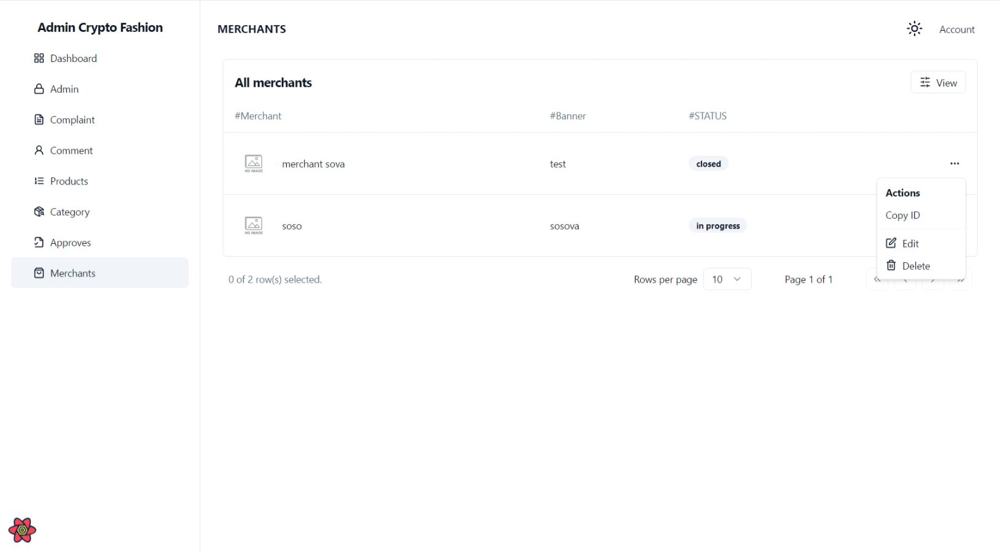 Admin Crypto Fashion
Dashboard
Admin
Complaint
Comment
Products
Category
Approves
Merchants
MERCHANTS
Account
All merchants
View
#Merchant #Banner #STATUS
NO IMAGE merchant sova test closed
NO IMAGE soso sosova in progress
Actions
Copy ID
Edit
Delete
0 of 2 row(s) selected.
Rows per page 10 Page 1 of 1